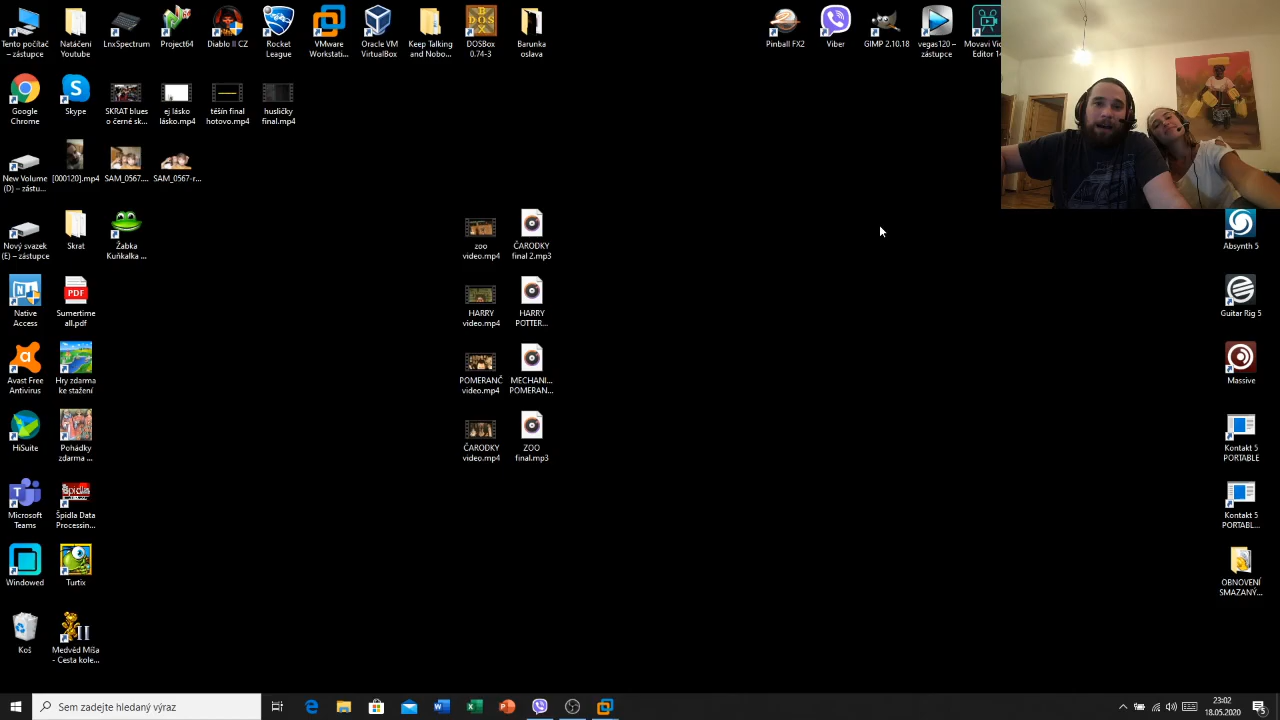 Tento počítač
– zástupce
Natáčení
Youtube
LnxSpectrum
Project64
Diablo II CZ
Rocket
League
VMware
Workstati...
Oracle VM
VirtualBox
Keep Talking
and Nobo...
DOSBox
0.74-3
Barunka
oslava
Pinball FX2
Viber
GIMP 2.10.18
vegas120 –
zástupce
Movavi Vi
Editor 14
Google
Chrome
Skype
SKRAT blues
o černé sk...
ej lásko
lásko.mp4
těšín final
hotovo.mp4
husličky
final.mp4
New Volume
(D) – zástu...
[000120].mp4
SAM_0567....
SAM_0567-r...
Nový svazek
(E) – zástupce
Skrat
Žabka
Kuňkalka ...
zoo
video.mp4
ČARODKY
final 2.mp3
Absynth 5
Native
Access
PDF
Sumertime
all.pdf
HARRY
video.mp4
HARRY
POTTER...
Guitar Rig 5
Avast Free
Antivirus
Hry zdarma
ke stažení
POMERANČ
video.mp4
MECHANI...
POMERAN...
Massive
HiSuite
Pohádky
zdarma ...
ČARODKY
video.mp4
ZOO
final.mp3
Kontakt 5
PORTABLE
Microsoft
Teams
Špidla Data
Processin...
Kontakt 5
PORTABL...
Windowed
Turtix
OBNOVENÍ
SMAZANÝ...
Koš
Medvěd Míša
- Cesta kole...
Sem zadejte hledaný výraz
23:02
18.05.2020